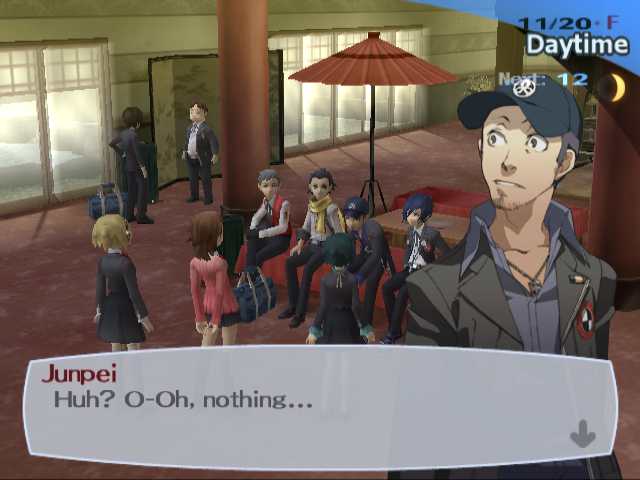 11/20・F
Daytime
Next: 12
Junpei
Huh? O-Oh, nothing...